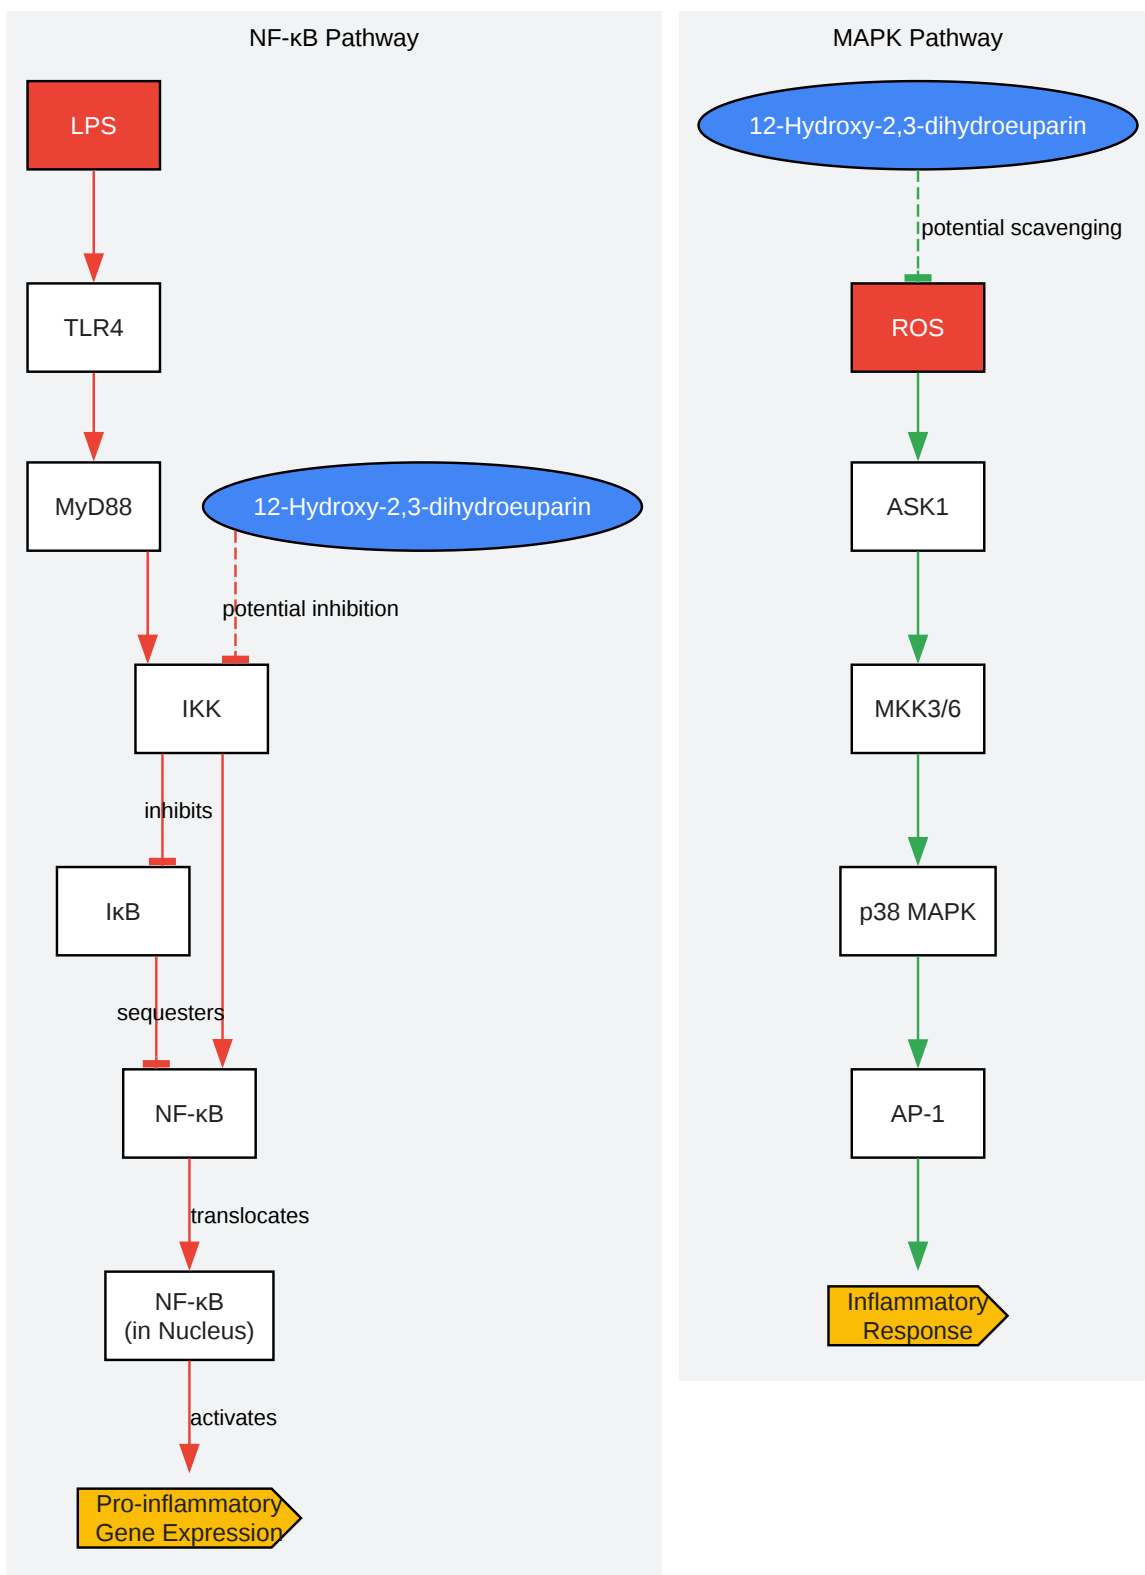 NF-κB Pathway
LPS
TLR4
MyD88
12-Hydroxy-2,3-dihydroeuparin
potential inhibition
IKK
inhibits
IκB
sequesters
NF-κB
translocates
NF-κB
(in Nucleus)
activates
Pro-inflammatory
Gene Expression
MAPK Pathway
12-Hydroxy-2,3-dihydroeuparin
potential scavenging
ROS
ASK1
MKK3/6
p38 MAPK
AP-1
Inflammatory
Response